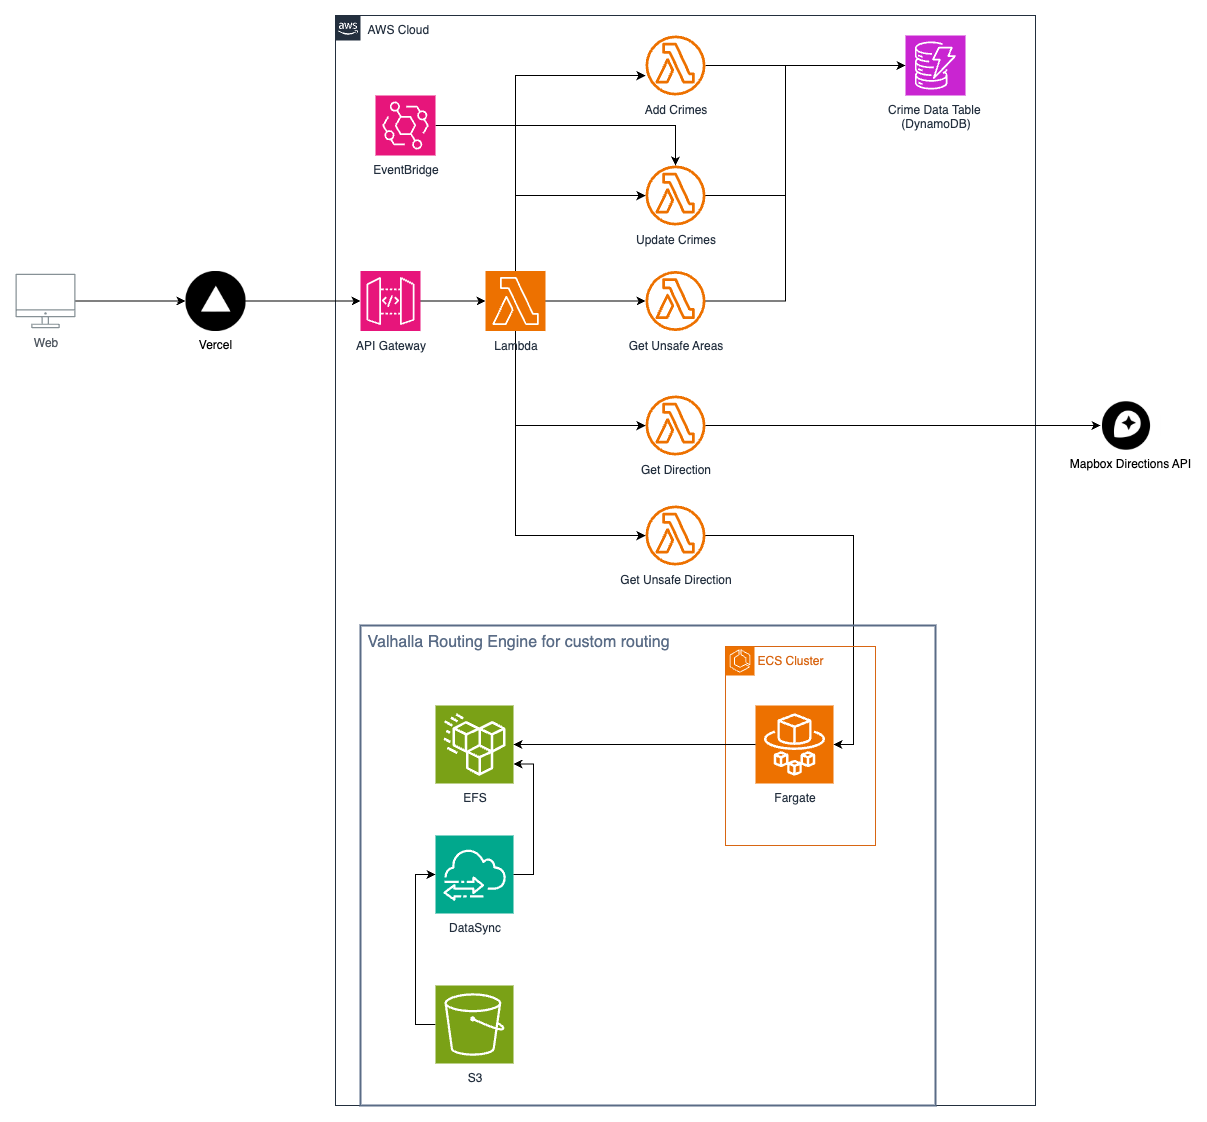 aws
AWS Cloud
Add Crimes
Crime Data Table
(DynamoDB)
EventBridge
Update Crimes
Web
Vercel
API Gateway
Lambda
Get Unsafe Areas
Get Direction
Mapbox Directions API
Get Unsafe Direction
Valhalla Routing Engine for custom routing
ECS Cluster
EFS
Fargate
DataSync
S3